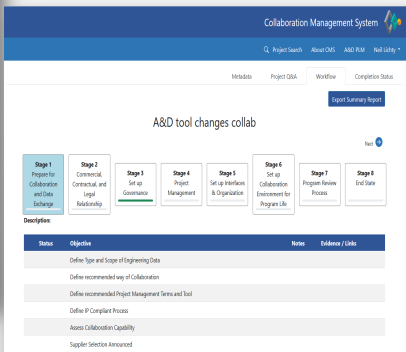 Collaboration Management System
Project Search About CMS A&D PLM Neil Lichty
Metadata Project Q&A Workflow Completion Status
Export Summary Report
A&D tool changes collab
Next
Stage 1
Prepare for
Collaboration
and Data
Exchange
Stage 2
Commercial,
Contractual, and
Legal
Relationship
Stage 3
Set up
Governance
Stage 4
Project
Management
Stage 5
Set up Interfaces
& Organization
Stage 6
Set up
Collaboration
Environment for
Program Life
Stage 7
Program Review
Process
Stage 8
End State
Description:
Status Objective Notes Evidence / Links
Define Type and Scope of Engineering Data
Define recommended way of Collaboration
Define recommended Project Management Terms and Tool
Define IP Compliant Process
Assess Collaboration Capability
Supplier Selection Announced